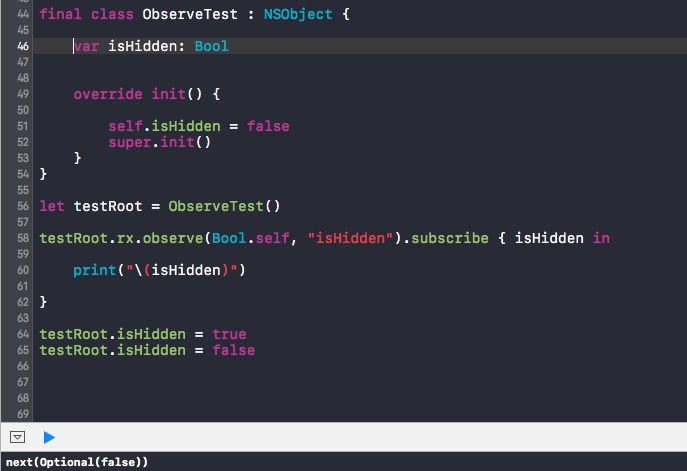 44 final class ObserveTest : NSObject {
45
46 var isHidden: Bool
47
48
49 override init() {
50
51 self.isHidden = false
52 super.init()
53 }
54 }
55
56 let testRoot = ObserveTest()
57
58 testRoot.rx.observe(Bool.self, "isHidden").subscribe { isHidden in
59
60 print("\(isHidden)")
61
62 }
63
64 testRoot.isHidden = true
65 testRoot.isHidden = false
66
67
68
69
next(Optional(false))